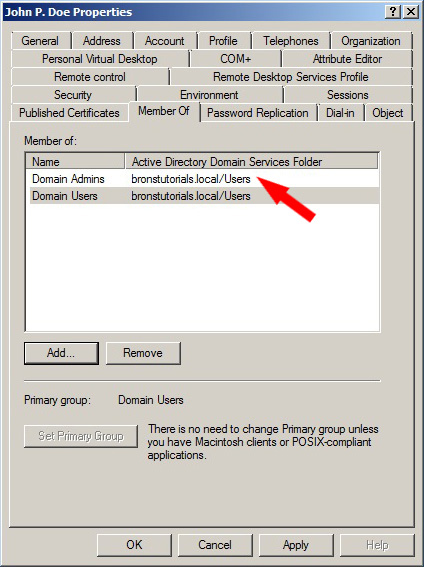 John P. Doe Properties
General Address Account Profile Telephones Organization
Personal Virtual Desktop COM+ Attribute Editor
Remote control Remote Desktop Services Profile
Security Environment Sessions
Published Certificates Member Of Password Replication Dial-in Object
Member of:
Name Active Directory Domain Services Folder
Domain Admins bronstutorials.local/Users
Domain Users bronstutorials.local/Users
Add... Remove
Primary group: Domain Users
Set Primary Group
There is no need to change Primary group unless
you have Macintosh clients or POSIX-compliant
applications.
OK Cancel Apply Help